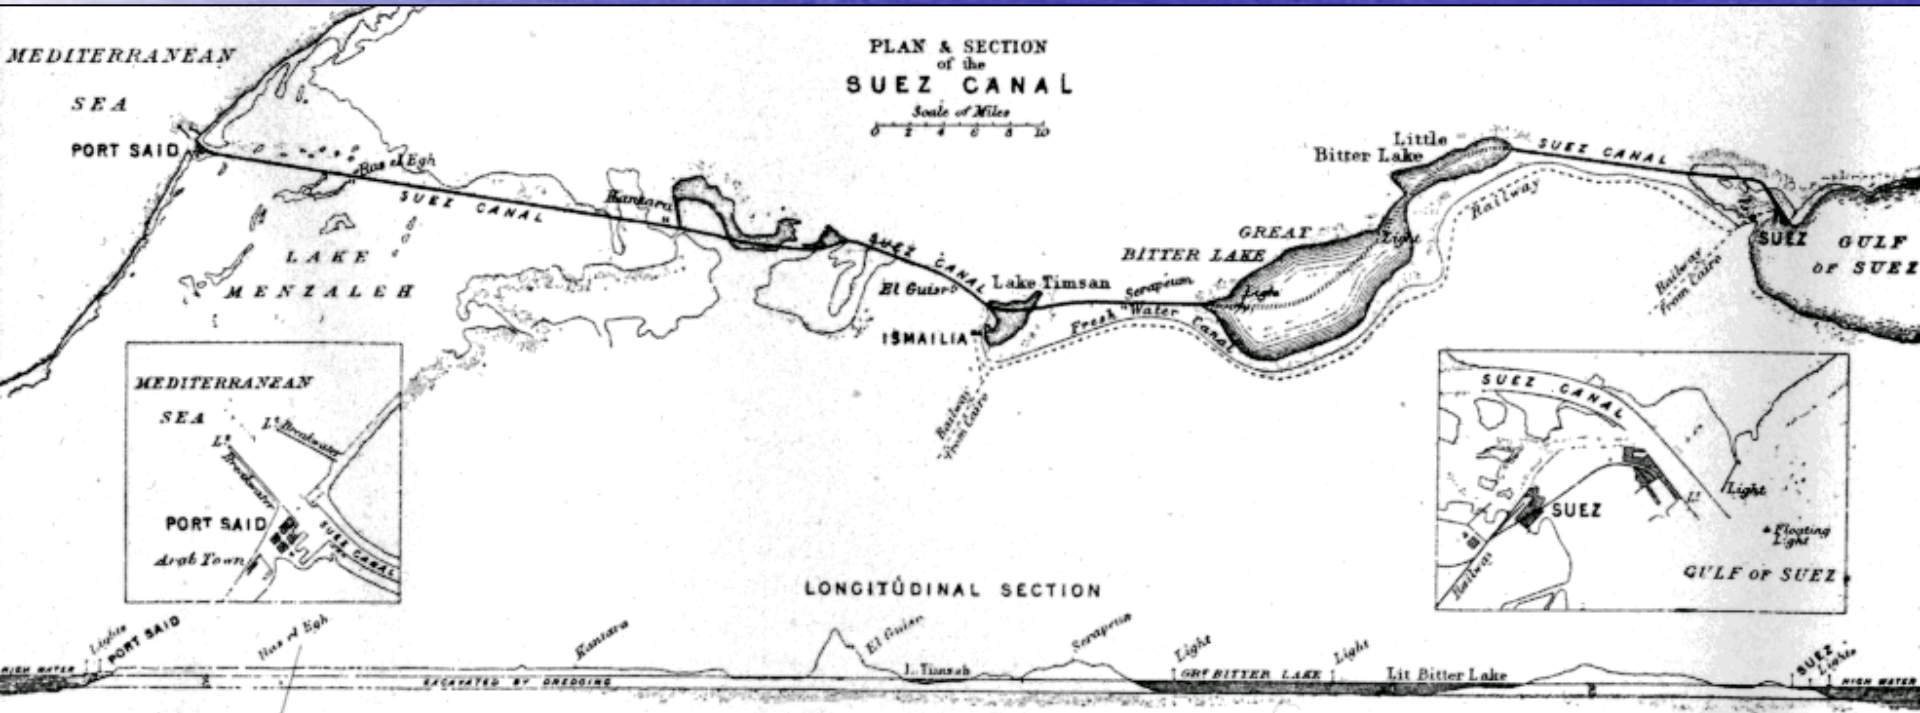 PLAN & SECTION
of the
SUEZ CANAL
Scale of Miles
0 2 4 6 8 10
MEDITERRANEAN
SEA
PORT SAID
Ras el Egh
SUEZ CANAL
Kantara
LAKE
MENZALEH
SUEZ CANAL
El Guisr
Lake Timsan
ISMAILIA
Railway
from Cairo
Serapeum
Fresh Water Canal
GREAT
BITTER LAKE
Light
Light
Little
Bitter Lake
SUEZ CANAL
Railway
Railway
from Cairo
SUEZ
GULF
OF SUEZ
MEDITERRANEAN
SEA
Lt Breakwater
Lt Breakwater
PORT SAID
Arab Town
SUEZ CANAL
SUEZ CANAL
SUEZ
Lt
Light
Floating
Light
Railway
GULF OF SUEZ
LONGITUDINAL SECTION
HIGH WATER
Lights
PORT SAID
Ras el Egh
Kantara
El Guisr
L. Timsah
Serapeum
Light
GRT BITTER LAKE
Light
Lit Bitter Lake
SUEZ
Lights
HIGH WATER
EXCAVATED BY DREDGING